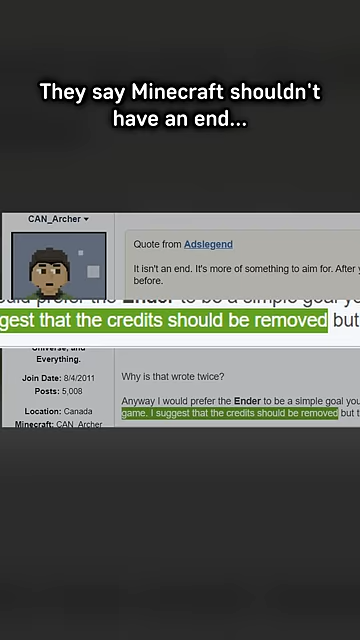 They say Minecraft shouldn't
have an end...
CAN_Archer
Quote from Adslegend
It isn't an end. It's more of something to aim for. After
before.
prefer the Ender to be a simple goal
gest that the credits should be removed but
Universe, and
Everything.
Join Date: 8/4/2011
Posts: 5,008
Location: Canada
Minecraft: CAN_Archer
Why is that wrote twice?
Anyway I would prefer the Ender to be a simple goal you
game. I suggest that the credits should be removed but